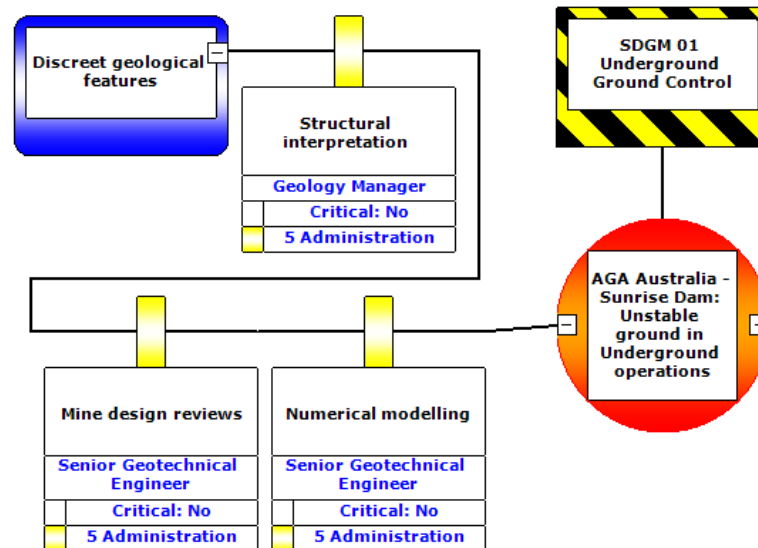 Discreet geological
features
SDGM 01
Underground
Ground Control
Structural
interpretation
Geology Manager
Critical: No
5 Administration
AGA Australia -
Sunrise Dam:
Unstable
ground in
Underground
operations
Mine design reviews
Senior Geotechnical
Engineer
Critical: No
5 Administration
Numerical modelling
Senior Geotechnical
Engineer
Critical: No
5 Administration